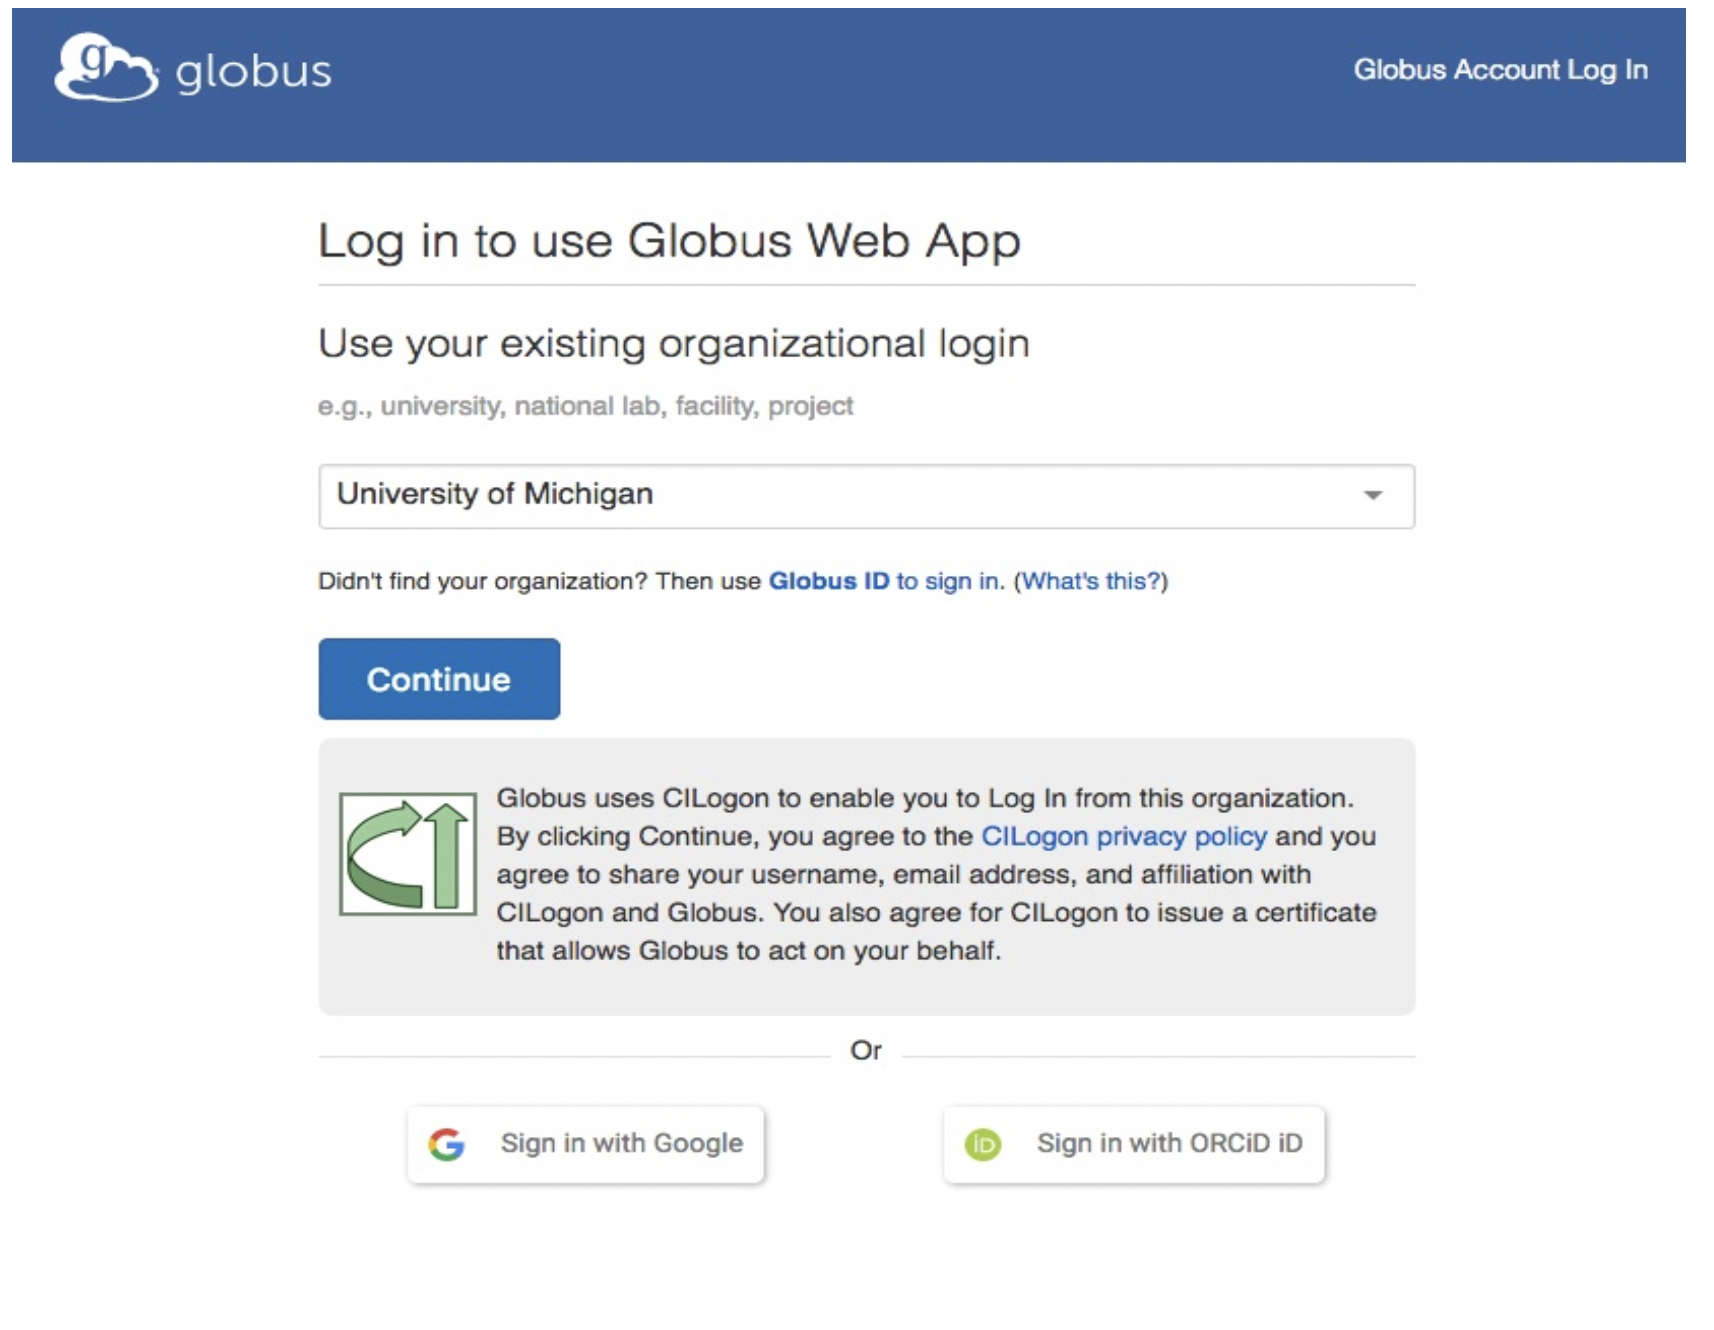 globus
Globus Account Log In
Log in to use Globus Web App
Use your existing organizational login
e.g., university, national lab, facility, project
University of Michigan
Didn't find your organization? Then use Globus ID to sign in. (What's this?)
Continue
Globus uses CILogon to enable you to Log In from this organization.
By clicking Continue, you agree to the CILogon privacy policy and you
agree to share your username, email address, and affiliation with
CILogon and Globus. You also agree for CILogon to issue a certificate
that allows Globus to act on your behalf.
Or
Sign in with Google
Sign in with ORCiD iD